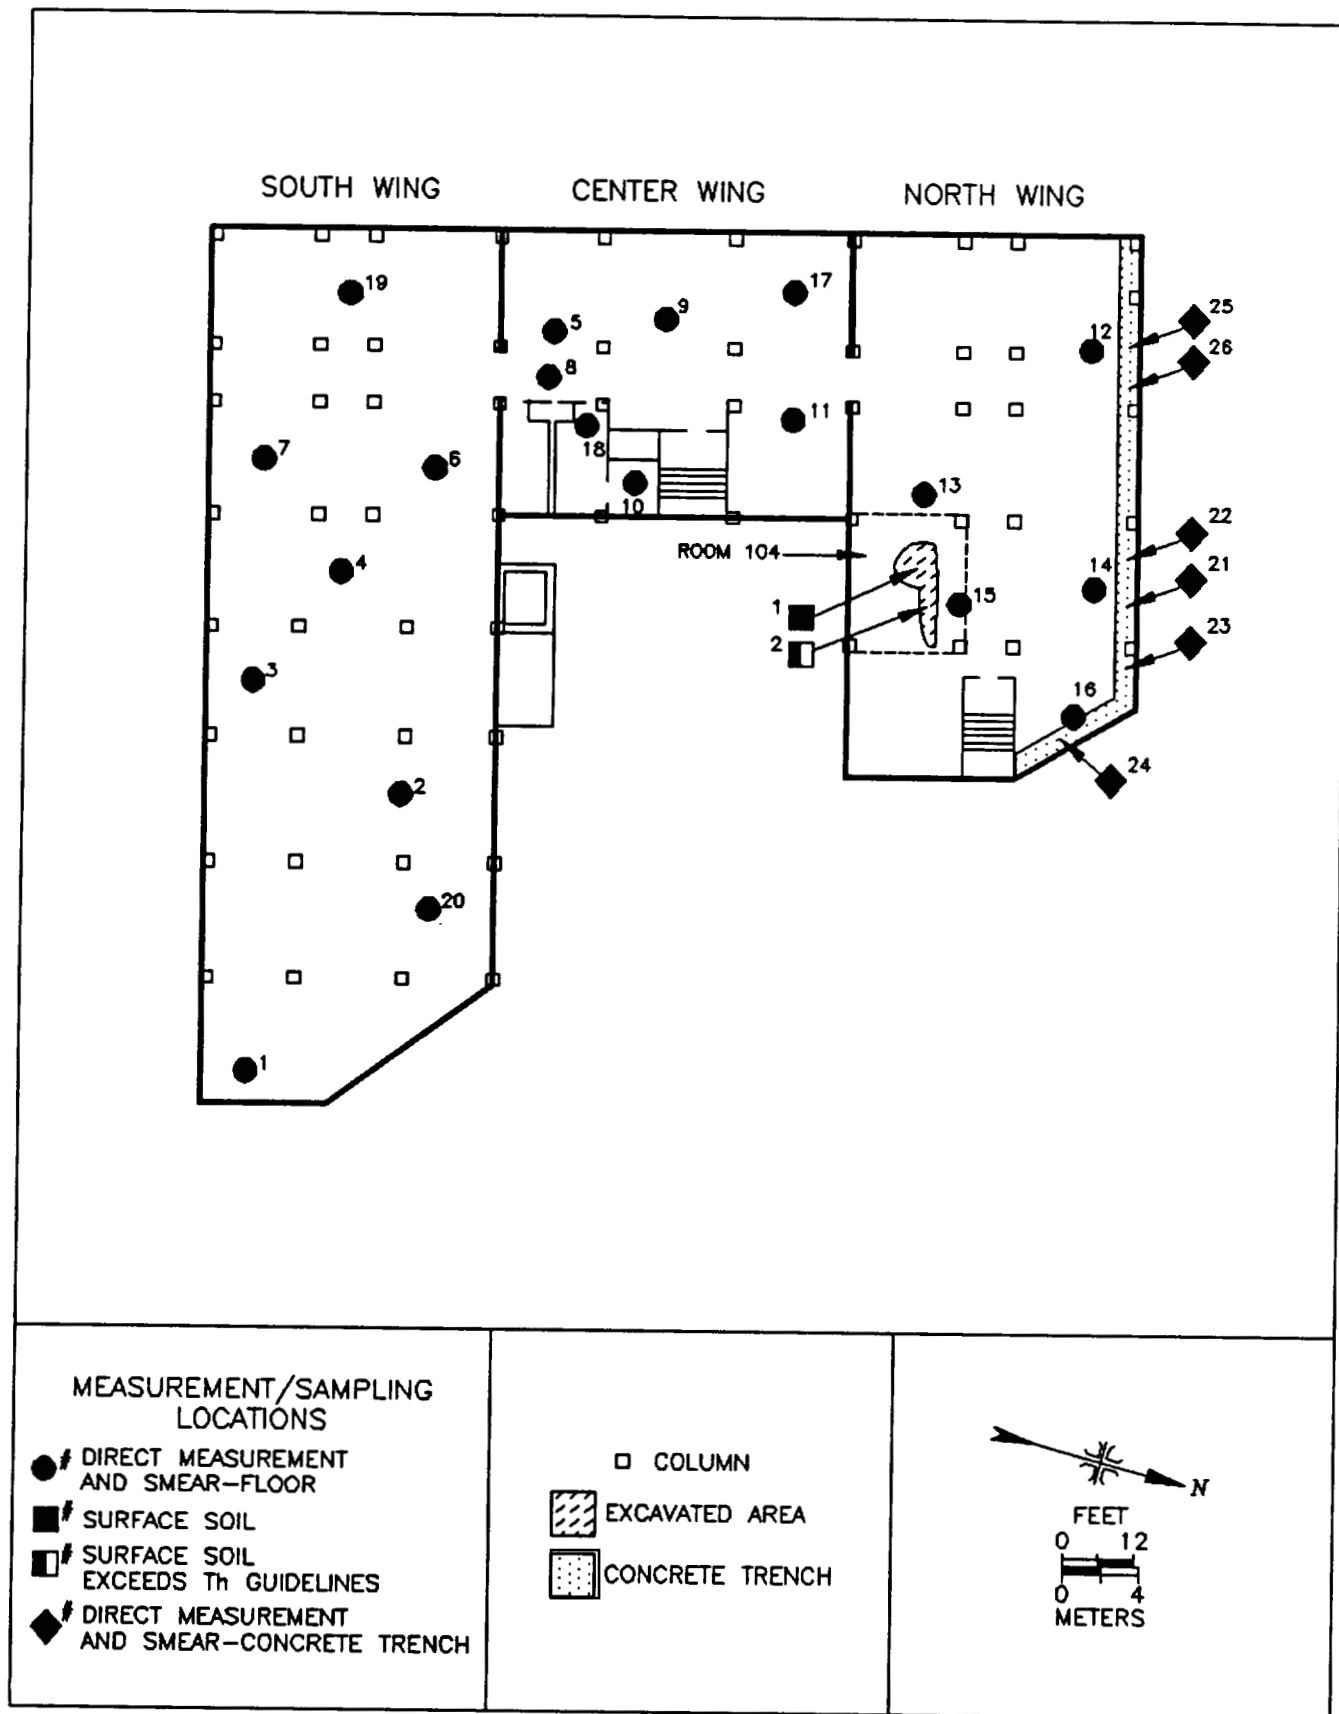 SOUTH WING
CENTER WING
NORTH WING
19
17
25
9
5
12
26
8
11
18
7
6
10
13
22
ROOM 104
4
14
21
1
15
2
23
3
16
24
2
20
1
MEASUREMENT/SAMPLING
LOCATIONS
# DIRECT MEASUREMENT
AND SMEAR-FLOOR
# SURFACE SOIL
# SURFACE SOIL
EXCEEDS Th GUIDELINES
# DIRECT MEASUREMENT
AND SMEAR-CONCRETE TRENCH
COLUMN
EXCAVATED AREA
CONCRETE TRENCH
N
FEET
0 12
0 4
METERS